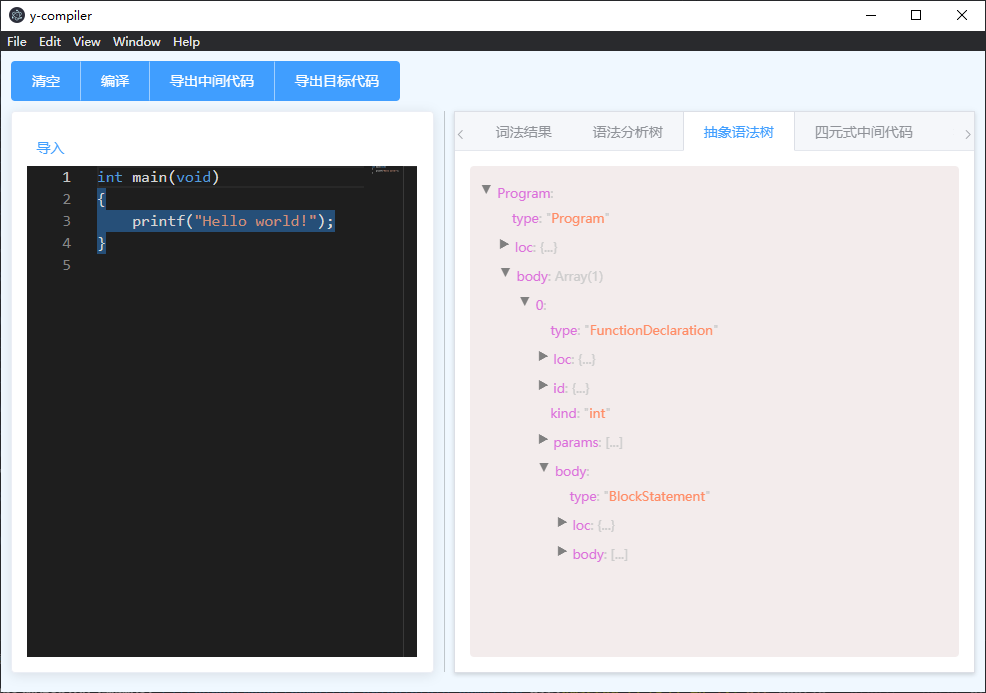 y-compiler
File Edit View Window Help
清空 编译 导出中间代码 导出目标代码
导入
1 int main(void)
2 {
3 printf("Hello world!");
4 }
5
词法结果 语法分析树 抽象语法树 四元式中间代码
Program:
type: "Program"
loc: {...}
body: Array(1)
0:
type: "FunctionDeclaration"
loc: {...}
id: {...}
kind: "int"
params: [...]
body:
type: "BlockStatement"
loc: {...}
body: [...]